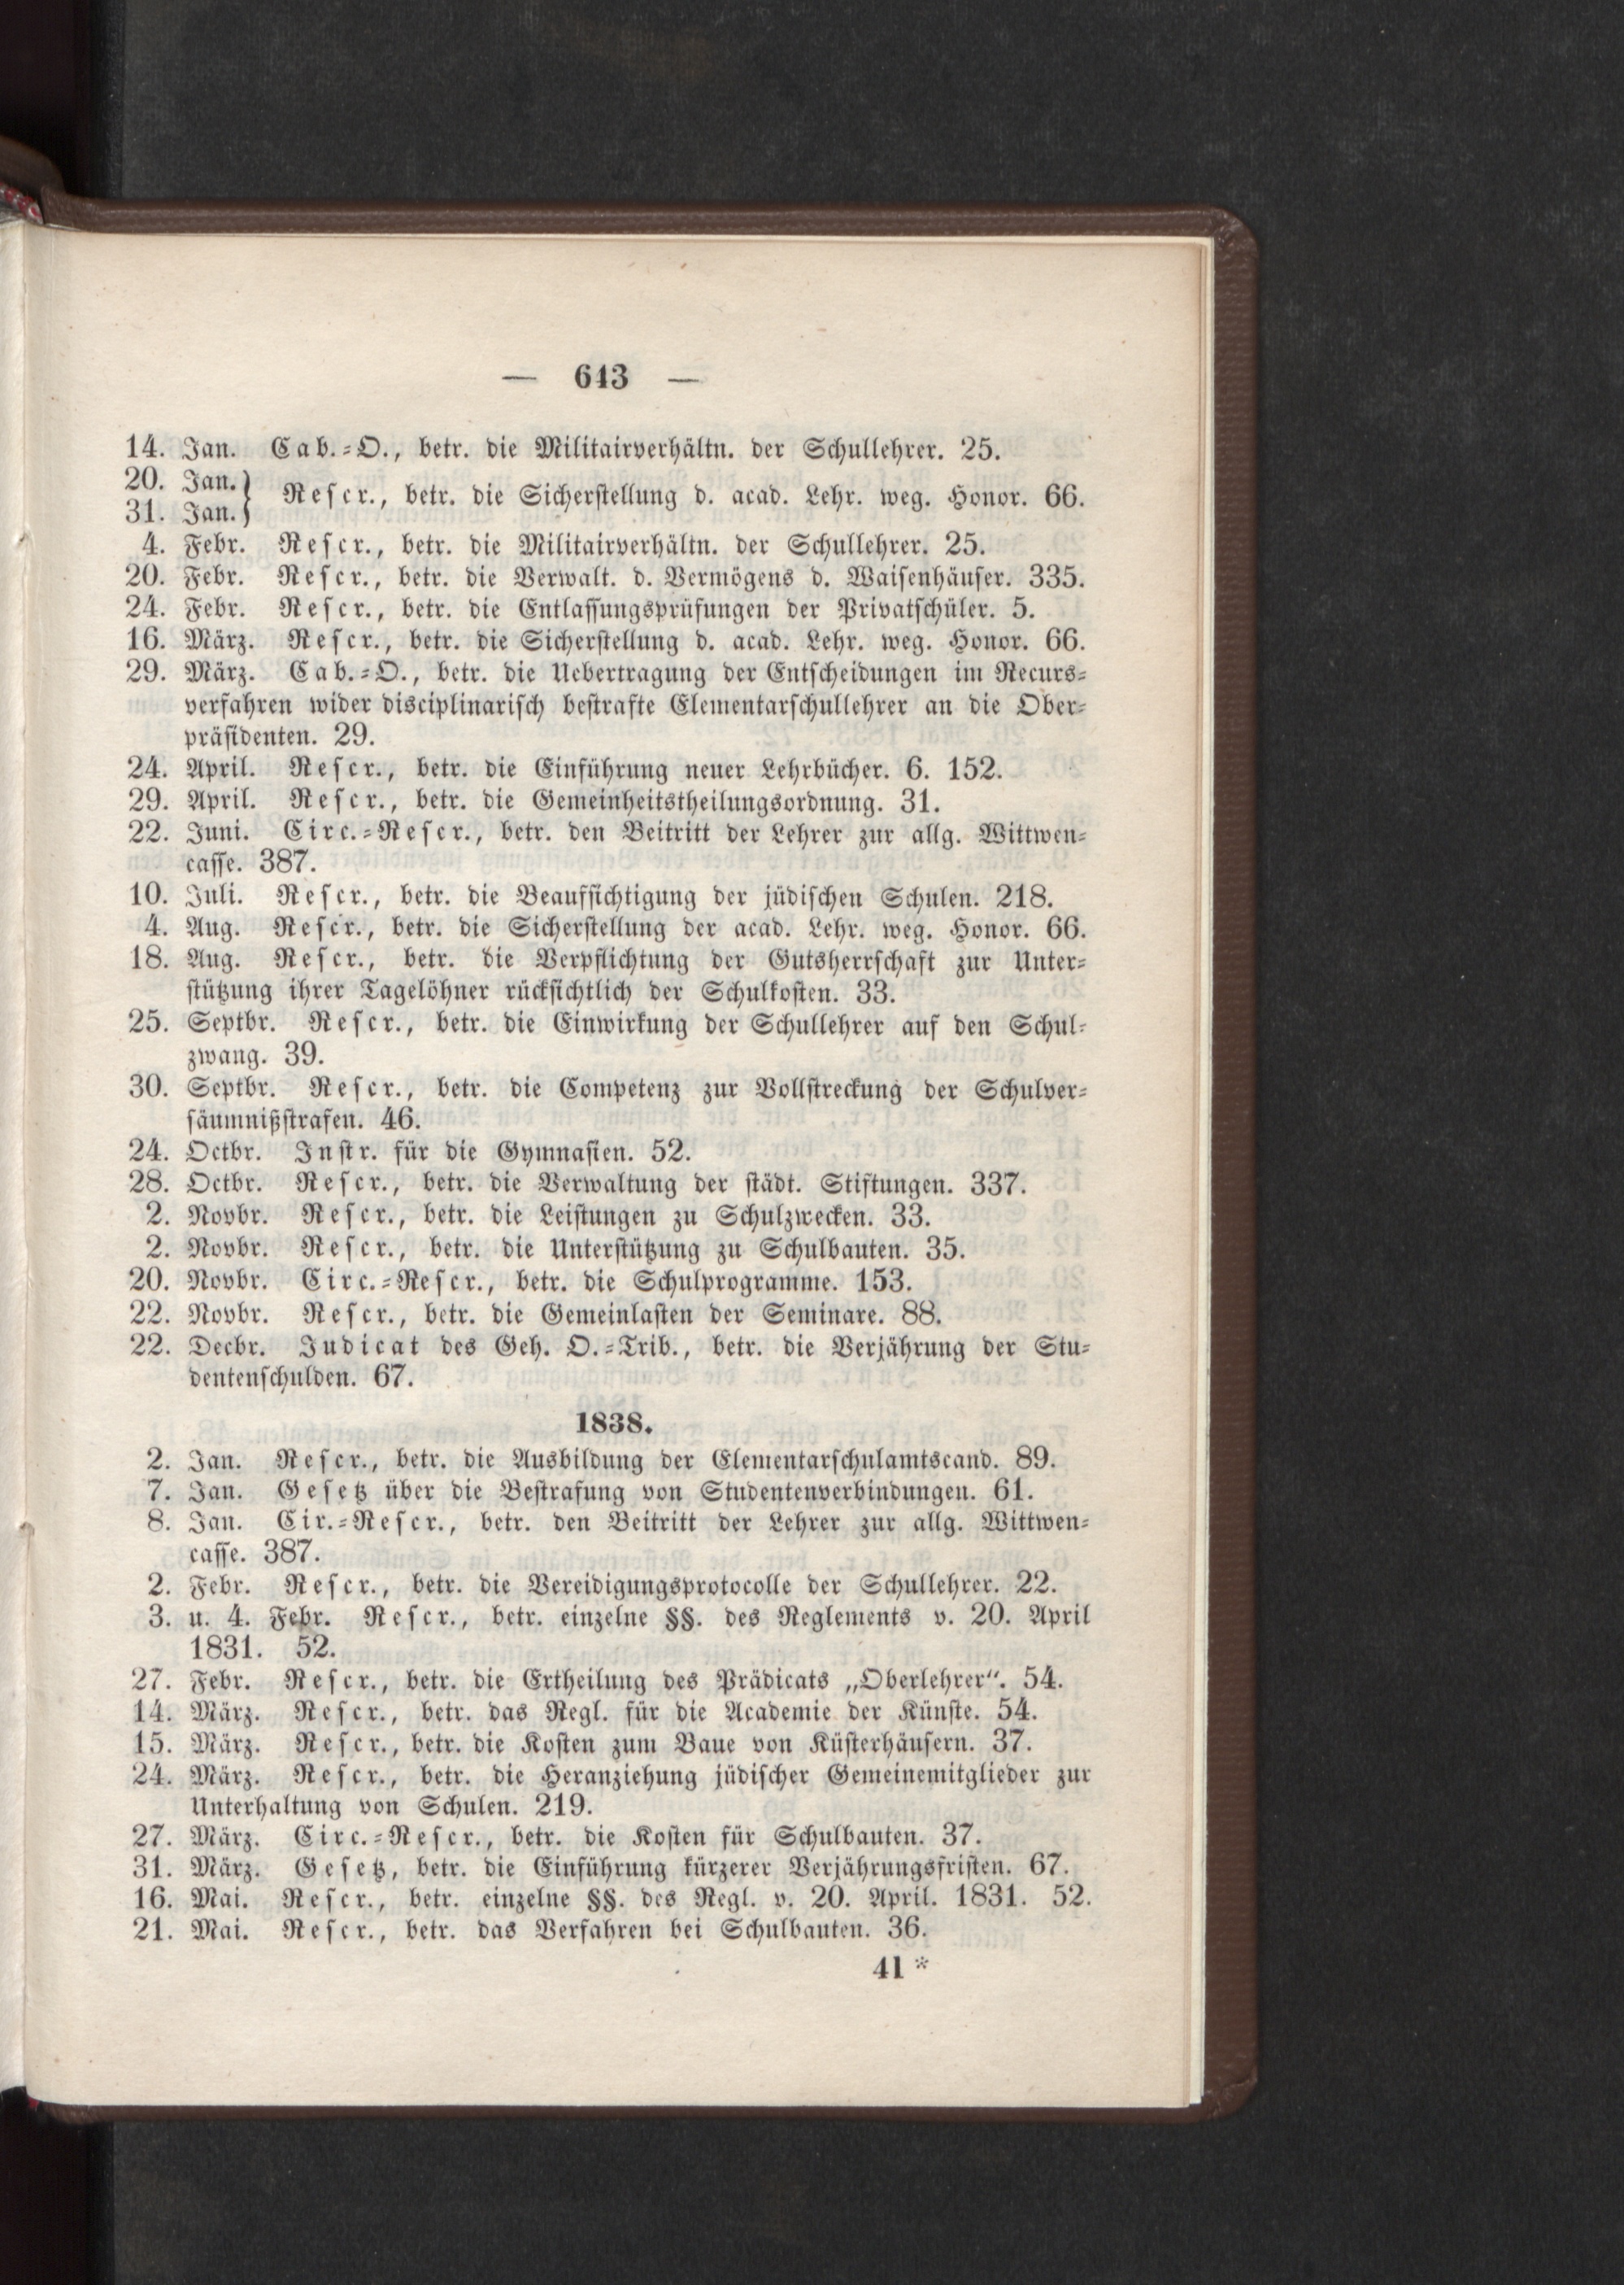 — 643 —
14. Jan. Cab.-O., betr. die Militairverhältn. der Schullehrer. 25.
20. Jan.
31. Jan.} Rescr., betr. die Sicherstellung d. acad. Lehr. weg. Honor. 66.
4. Febr. Rescr., betr. die Militairverhältn. der Schullehrer. 25.
20. Febr. Rescr., betr. die Verwalt. d. Vermögens d. Waisenhäuser. 335.
24. Febr. Rescr., betr. die Entlassungsprüfungen der Privatschüler. 5.
16. März. Rescr., betr. die Sicherstellung d. acad. Lehr. weg. Honor. 66.
29. März. Cab.-O., betr. die Uebertragung der Entscheidungen im Recurs-
verfahren wider disciplinarisch bestrafte Elementarschullehrer an die Ober-
präsidenten. 29.
24. April. Rescr., betr. die Einführung neuer Lehrbücher. 6. 152.
29. April. Rescr., betr. die Gemeinheitstheilungsordnung. 31.
22. Juni. Circ.-Rescr., betr. den Beitritt der Lehrer zur allg. Wittwen-
casse. 387.
10. Juli. Rescr., betr. die Beaufsichtigung der jüdischen Schulen. 218.
4. Aug. Rescr., betr. die Sicherstellung der acad. Lehr. weg. Honor. 66.
18. Aug. Rescr., betr. die Verpflichtung der Gutsherrschaft zur Unter-
stützung ihrer Tagelöhner rücksichtlich der Schulkosten. 33.
25. Septbr. Rescr., betr. die Einwirkung der Schullehrer auf den Schul-
zwang. 39.
30. Septbr. Rescr., betr. die Competenz zur Vollstreckung der Schulver-
säumnißstrafen. 46.
24. Octbr. Instr. für die Gymnasien. 52.
28. Octbr. Rescr., betr. die Verwaltung der städt. Stiftungen. 337.
2. Novbr. Rescr., betr. die Leistungen zu Schulzwecken. 33.
2. Novbr. Rescr., betr. die Unterstützung zu Schulbauten. 35.
20. Novbr. Circ.-Rescr., betr. die Schulprogramme. 153.
22. Novbr. Rescr., betr. die Gemeinlasten der Seminare. 88.
22. Decbr. Judicat des Geh. O.-Trib., betr. die Verjährung der Stu-
dentenschulden. 67.
1838.
2. Jan. Rescr., betr. die Ausbildung der Elementarschulamtscand. 89.
7. Jan. Gesetz über die Bestrafung von Studentenverbindungen. 61.
8. Jan. Cir.-Rescr., betr. den Beitritt der Lehrer zur allg. Wittwen-
casse. 387.
2. Febr. Rescr., betr. die Vereidigungsprotocolle der Schullehrer. 22.
3. u. 4. Febr. Rescr., betr. einzelne §§. des Reglements v. 20. April
1831. 52.
27. Febr. Rescr., betr. die Ertheilung des Prädicats „Oberlehrer“. 54.
14. März. Rescr., betr. das Regl. für die Academie der Künste. 54.
15. März. Rescr., betr. die Kosten zum Baue von Küsterhäusern. 37.
24. März. Rescr., betr. die Heranziehung jüdischer Gemeinemitglieder zur
Unterhaltung von Schulen. 219.
27. März. Circ.-Rescr., betr. die Kosten für Schulbauten. 37.
31. März. Gesetz, betr. die Einführung kürzerer Verjährungsfristen. 67.
16. Mai. Rescr., betr. einzelne §§. des Regl. v. 20. April. 1831. 52.
21. Mai. Rescr., betr. das Verfahren bei Schulbauten. 36.
41 *